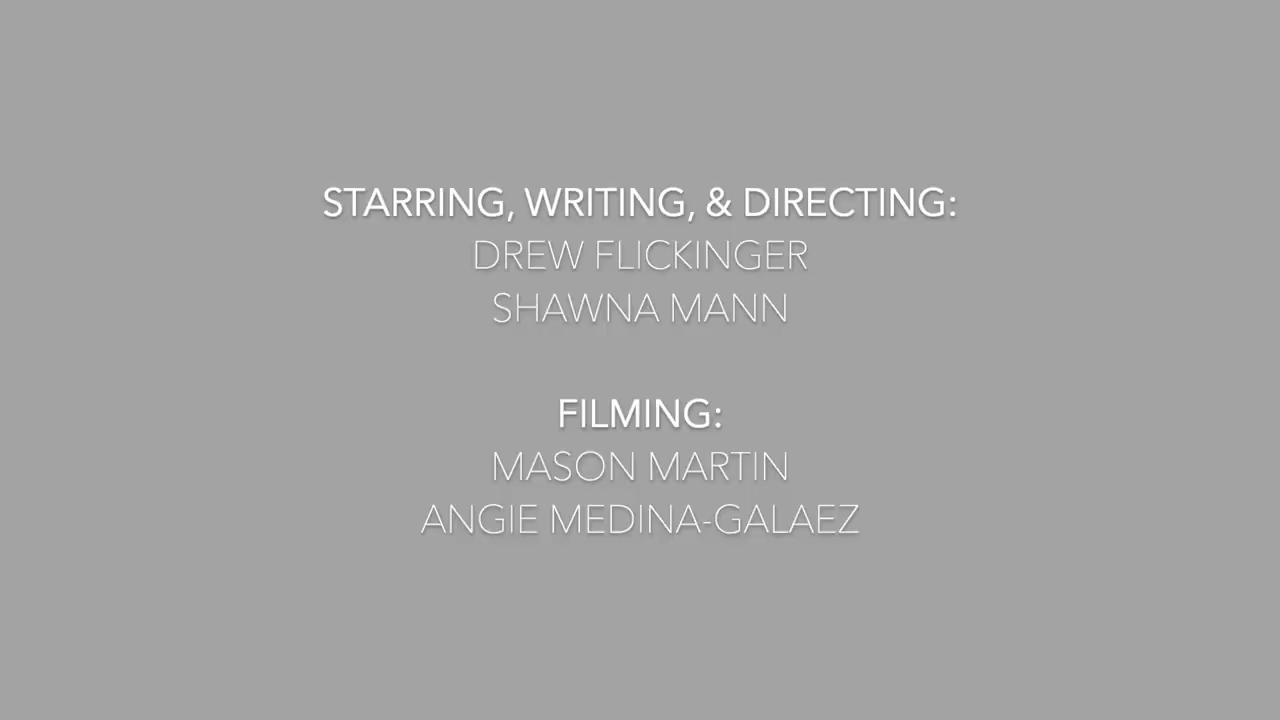 STARRING, WRITING, & DIRECTING:
DREW FLICKINGER
SHAWNA MANN
FILMING:
MASON MARTIN
ANGIE MEDINA-GALAEZ